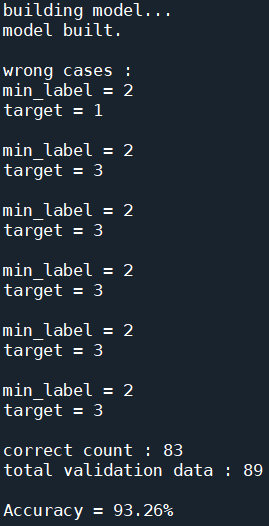 building model...
model built.
wrong cases :
min_label = 2
target = 1
min_label = 2
target = 3
min_label = 2
target = 3
min_label = 2
target = 3
min_label = 2
target = 3
min_label = 2
target = 3
correct count : 83
total validation data : 89
Accuracy = 93.26%